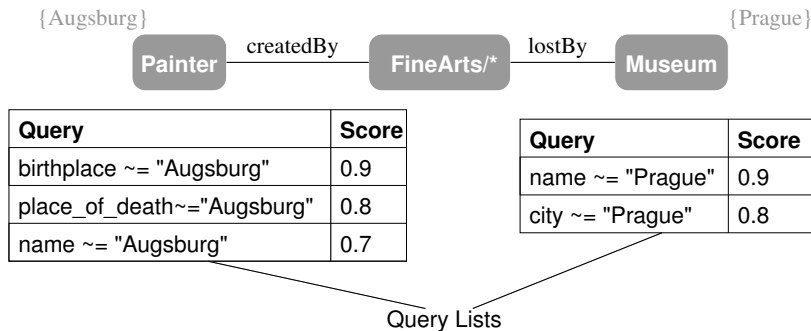 {Augsburg} {Prague}
Painter createdBy FineArts/* lostBy Museum
Query Score
birthplace ~= "Augsburg" 0.9
place_of_death~="Augsburg" 0.8
name ~= "Augsburg" 0.7
Query Score
name ~= "Prague" 0.9
city ~= "Prague" 0.8
Query Lists